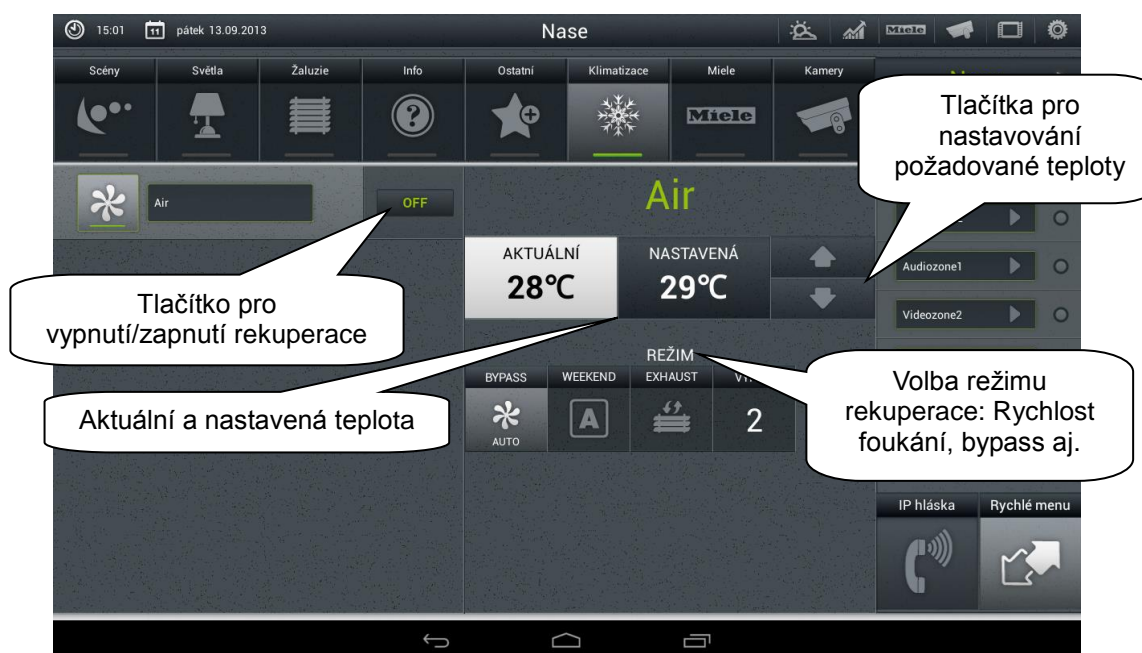 15:01 11 pátek 13.09.2013 Nase Miele
Scény Světla Žaluzie Info Ostatní Klimatizace Miele Kamery
Miele
Tlačítka pro
nastavování
požadované teploty
Air OFF Air
AKTUÁLNÍ NASTAVENÁ
28°C 29°C
Audiozone1
Videozone2
Tlačítko pro
vypnutí/zapnutí rekuperace
Aktuální a nastavená teplota
REŽIM
BYPASS WEEKEND EXHAUST
A 2
AUTO
Volba režimu
rekuperace: Rychlost
foukání, bypass aj.
IP hláska Rychlé menu